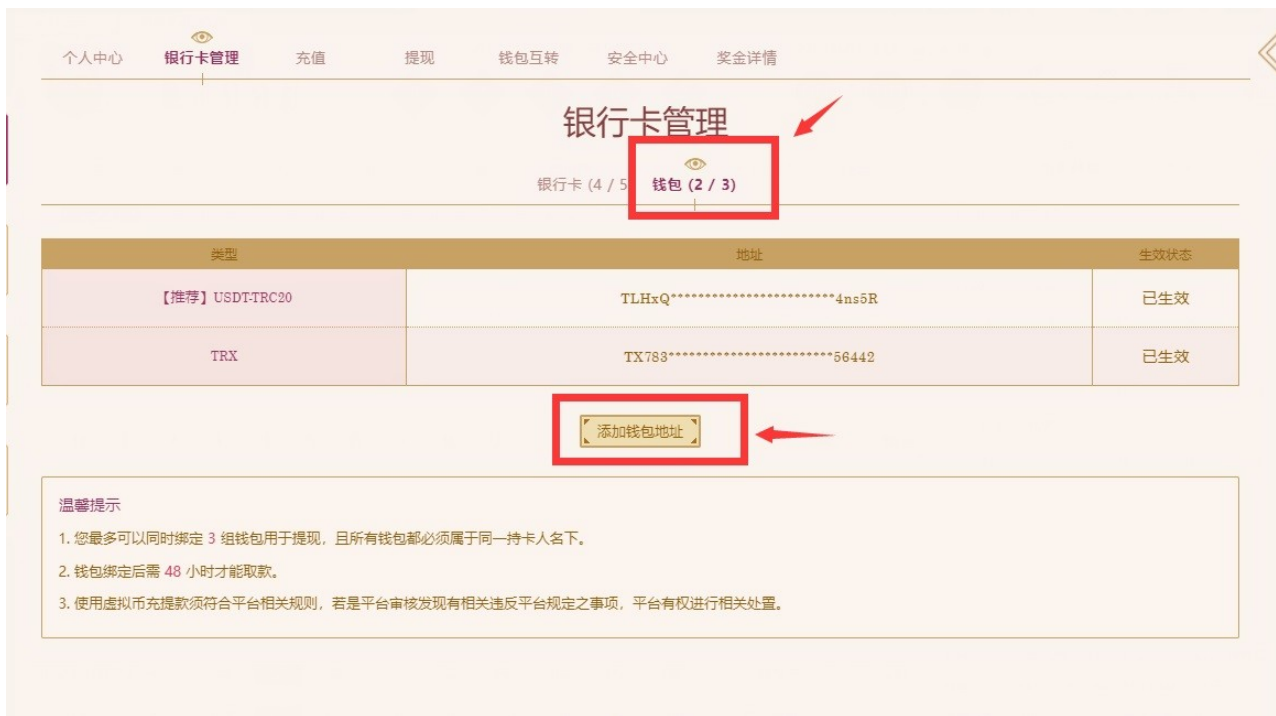 个人中心 银行卡管理 充值 提现 钱包互转 安全中心 奖金详情
银行卡管理
银行卡 (4 / 5 钱包 (2 / 3)
类型 地址 生效状态
【推荐】USDT-TRC20 TLHxQ************************4ns5R 已生效
TRX TX783************************56442 已生效
添加钱包地址
温馨提示
1. 您最多可以同时绑定 3 组钱包用于提现，且所有钱包都必须属于同一持卡人名下。
2. 钱包绑定后需 48 小时才能取款。
3. 使用虚拟币充提款须符合平台相关规则，若是平台审核发现有相关违反平台规定之事项，平台有权进行相关处置。